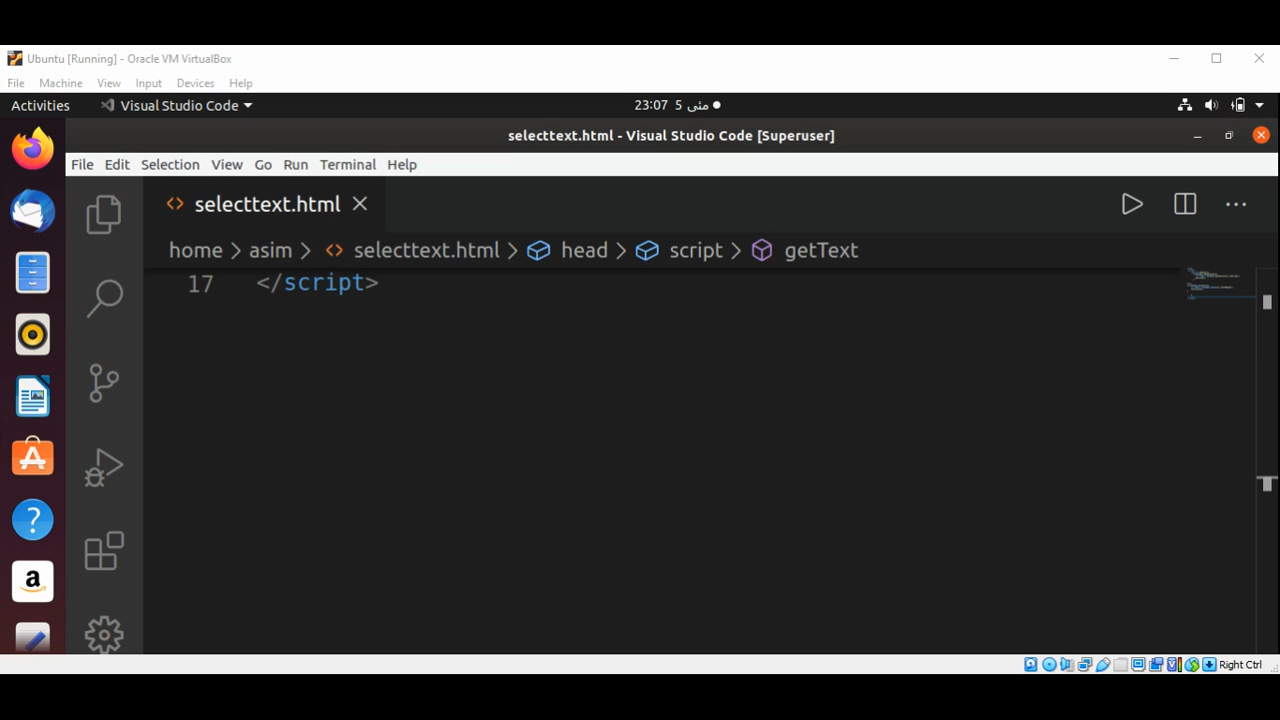 Ubuntu [Running] - Oracle VM VirtualBox
File Machine View Input Devices Help
Activities Visual Studio Code 23:07 5 مئی
selecttext.html - Visual Studio Code [Superuser]
File Edit Selection View Go Run Terminal Help
<> selecttext.html
home > asim > <> selecttext.html > head > script > getText
17 </script>
Right Ctrl